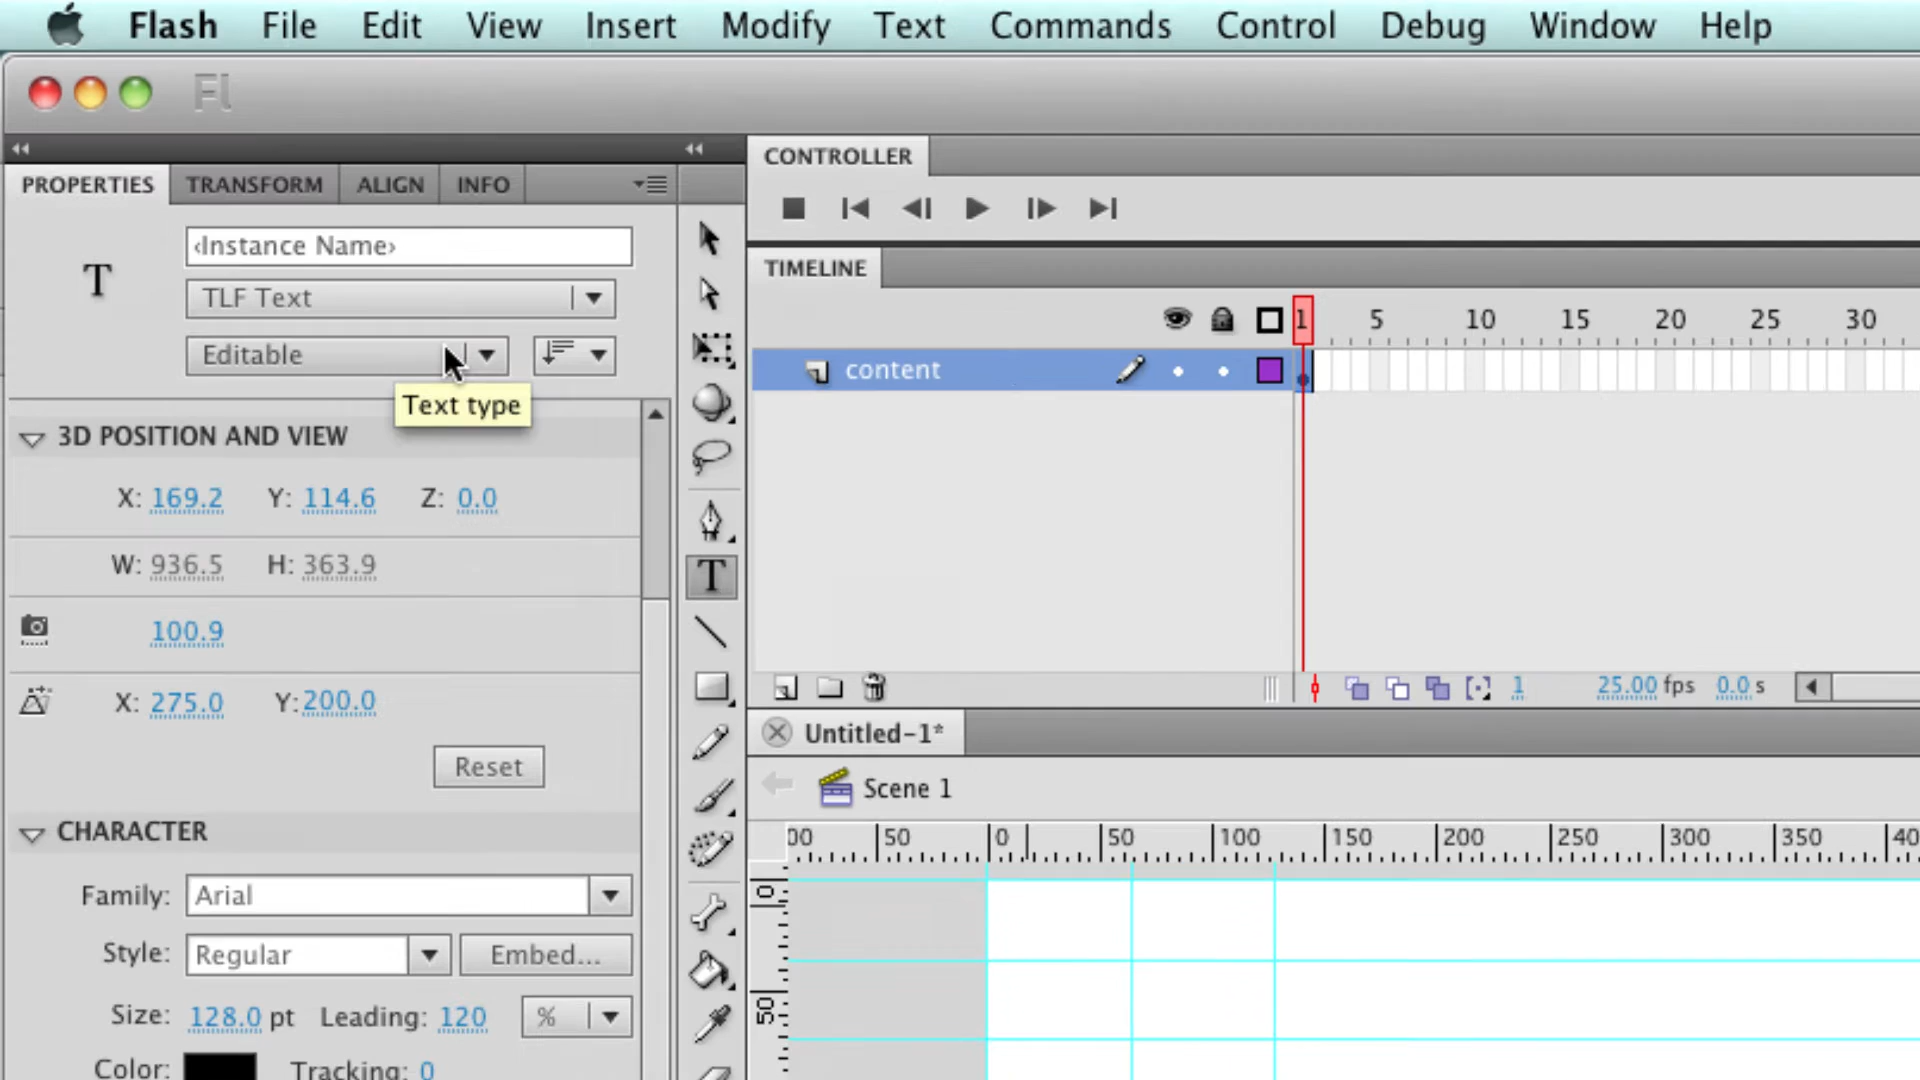 Flash File Edit View Insert Modify Text Commands Control Debug Window Help
Fl
PROPERTIES TRANSFORM ALIGN INFO
‹Instance Name›
T
TLF Text
Editable
Text type
3D POSITION AND VIEW
X: 169.2 Y: 114.6 Z: 0.0
W: 936.5 H: 363.9
100.9
X: 275.0 Y: 200.0
Reset
CHARACTER
Family: Arial
Style: Regular Embed...
Size: 128.0 pt Leading: 120 %
Color: Tracking: 0
T
CONTROLLER
TIMELINE
1 5 10 15 20 25 30
content
1 25.00 fps 0.0 s
Untitled-1*
Scene 1
00 50 0 50 100 150 200 250 300 350 40
0
50